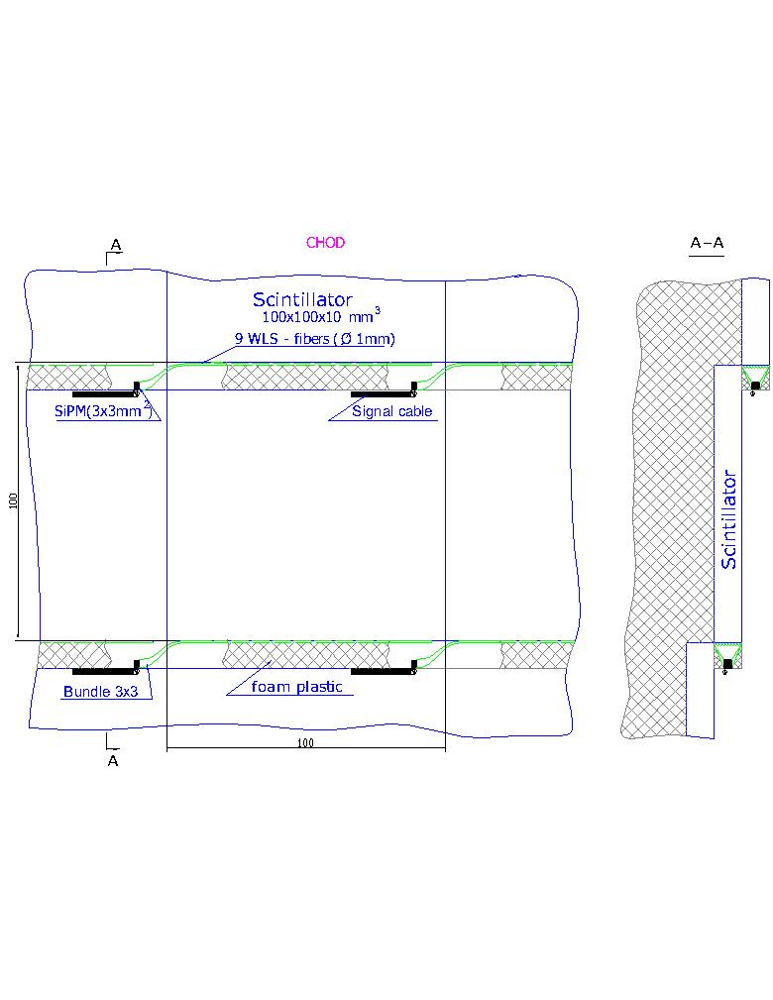 CHOD
A
A-A
Scintillator
100x100x10 mm³
9 WLS - fibers ( Ø 1mm)
SiPM(3x3mm²)
Signal cable
100
Scintillator
Bundle 3x3
foam plastic
100
A